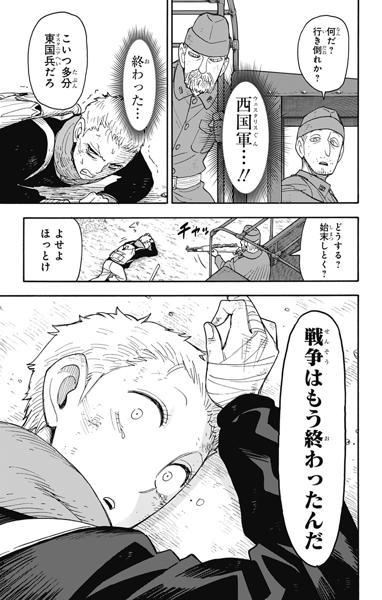 何だ?
行き倒れか?
西国軍…!!
終わった…
こいつ多分
東国兵だろ
どうする?
始末しとく?
チャッ
よせよ
ほっとけ
戦争はもう終わったんだ